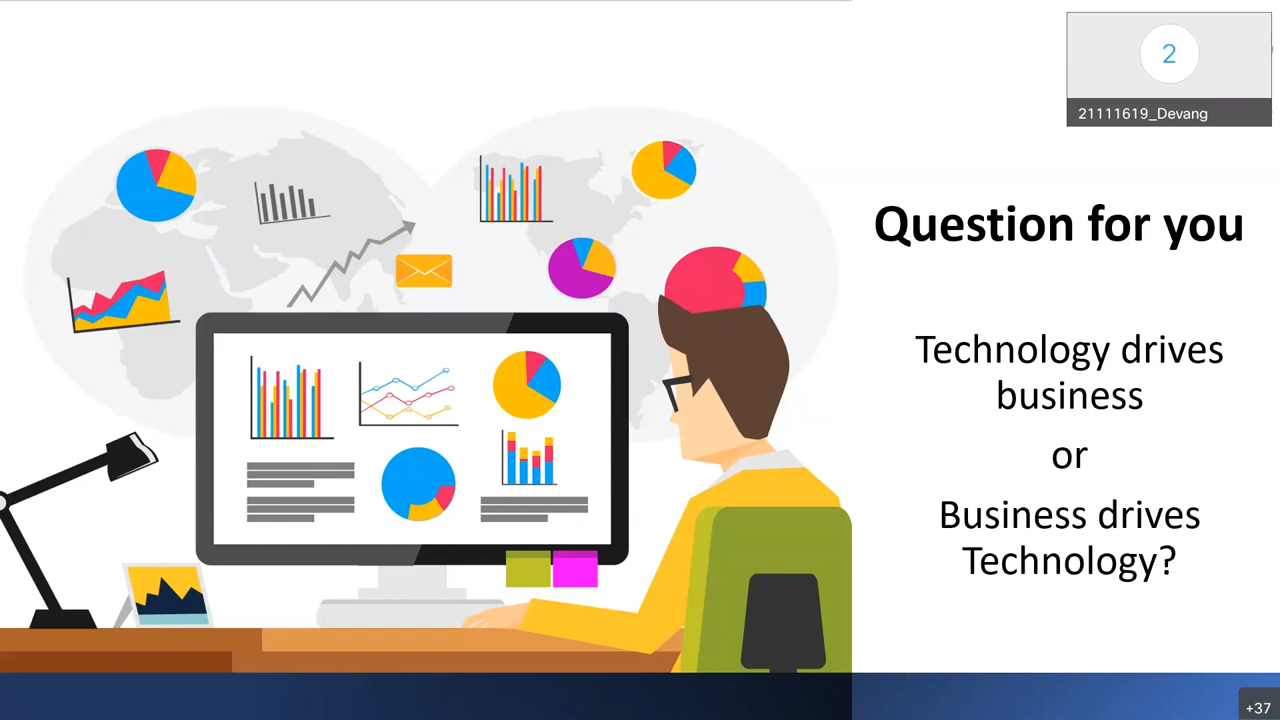 2
21111619_Devang
Question for you
Technology drives
business
or
Business drives
Technology?
+37